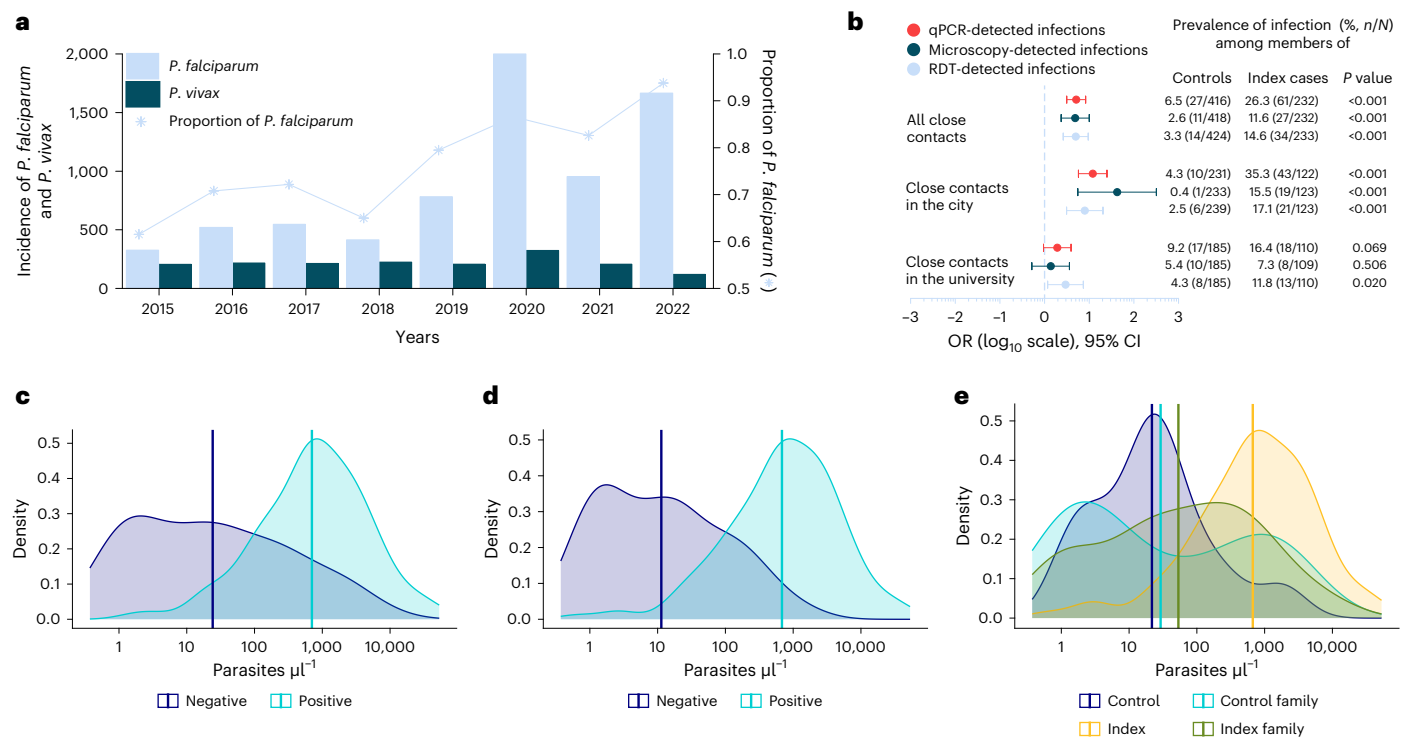 a
2,000
1,500
1,000
500
0
Incidence of P. falciparum
and P. vivax
P. falciparum
P. vivax
Proportion of P. falciparum
1.0
0.9
0.8
0.7
0.6
0.5
Proportion of P. falciparum ( )
2015 2016 2017 2018 2019 2020 2021 2022
Years
b
qPCR-detected infections
Microscopy-detected infections
RDT-detected infections
Prevalence of infection (%, n/N)
among members of
Controls Index cases P value
All close
contacts
6.5 (27/416) 26.3 (61/232) <0.001
2.6 (11/418) 11.6 (27/232) <0.001
3.3 (14/424) 14.6 (34/233) <0.001
Close contacts
in the city
4.3 (10/231) 35.3 (43/122) <0.001
0.4 (1/233) 15.5 (19/123) <0.001
2.5 (6/239) 17.1 (21/123) <0.001
Close contacts
in the university
9.2 (17/185) 16.4 (18/110) 0.069
5.4 (10/185) 7.3 (8/109) 0.506
4.3 (8/185) 11.8 (13/110) 0.020
–3 –2 –1 0 1 2 3
OR (log10 scale), 95% CI
c
0.5
0.4
0.3
0.2
0.1
0.0
Density
1 10 100 1,000 10,000
Parasites µl–1
Negative Positive
d
0.5
0.4
0.3
0.2
0.1
0.0
Density
1 10 100 1,000 10,000
Parasites µl–1
Negative Positive
e
0.5
0.4
0.3
0.2
0.1
0.0
Density
1 10 100 1,000 10,000
Parasites µl–1
Control Control family
Index Index family